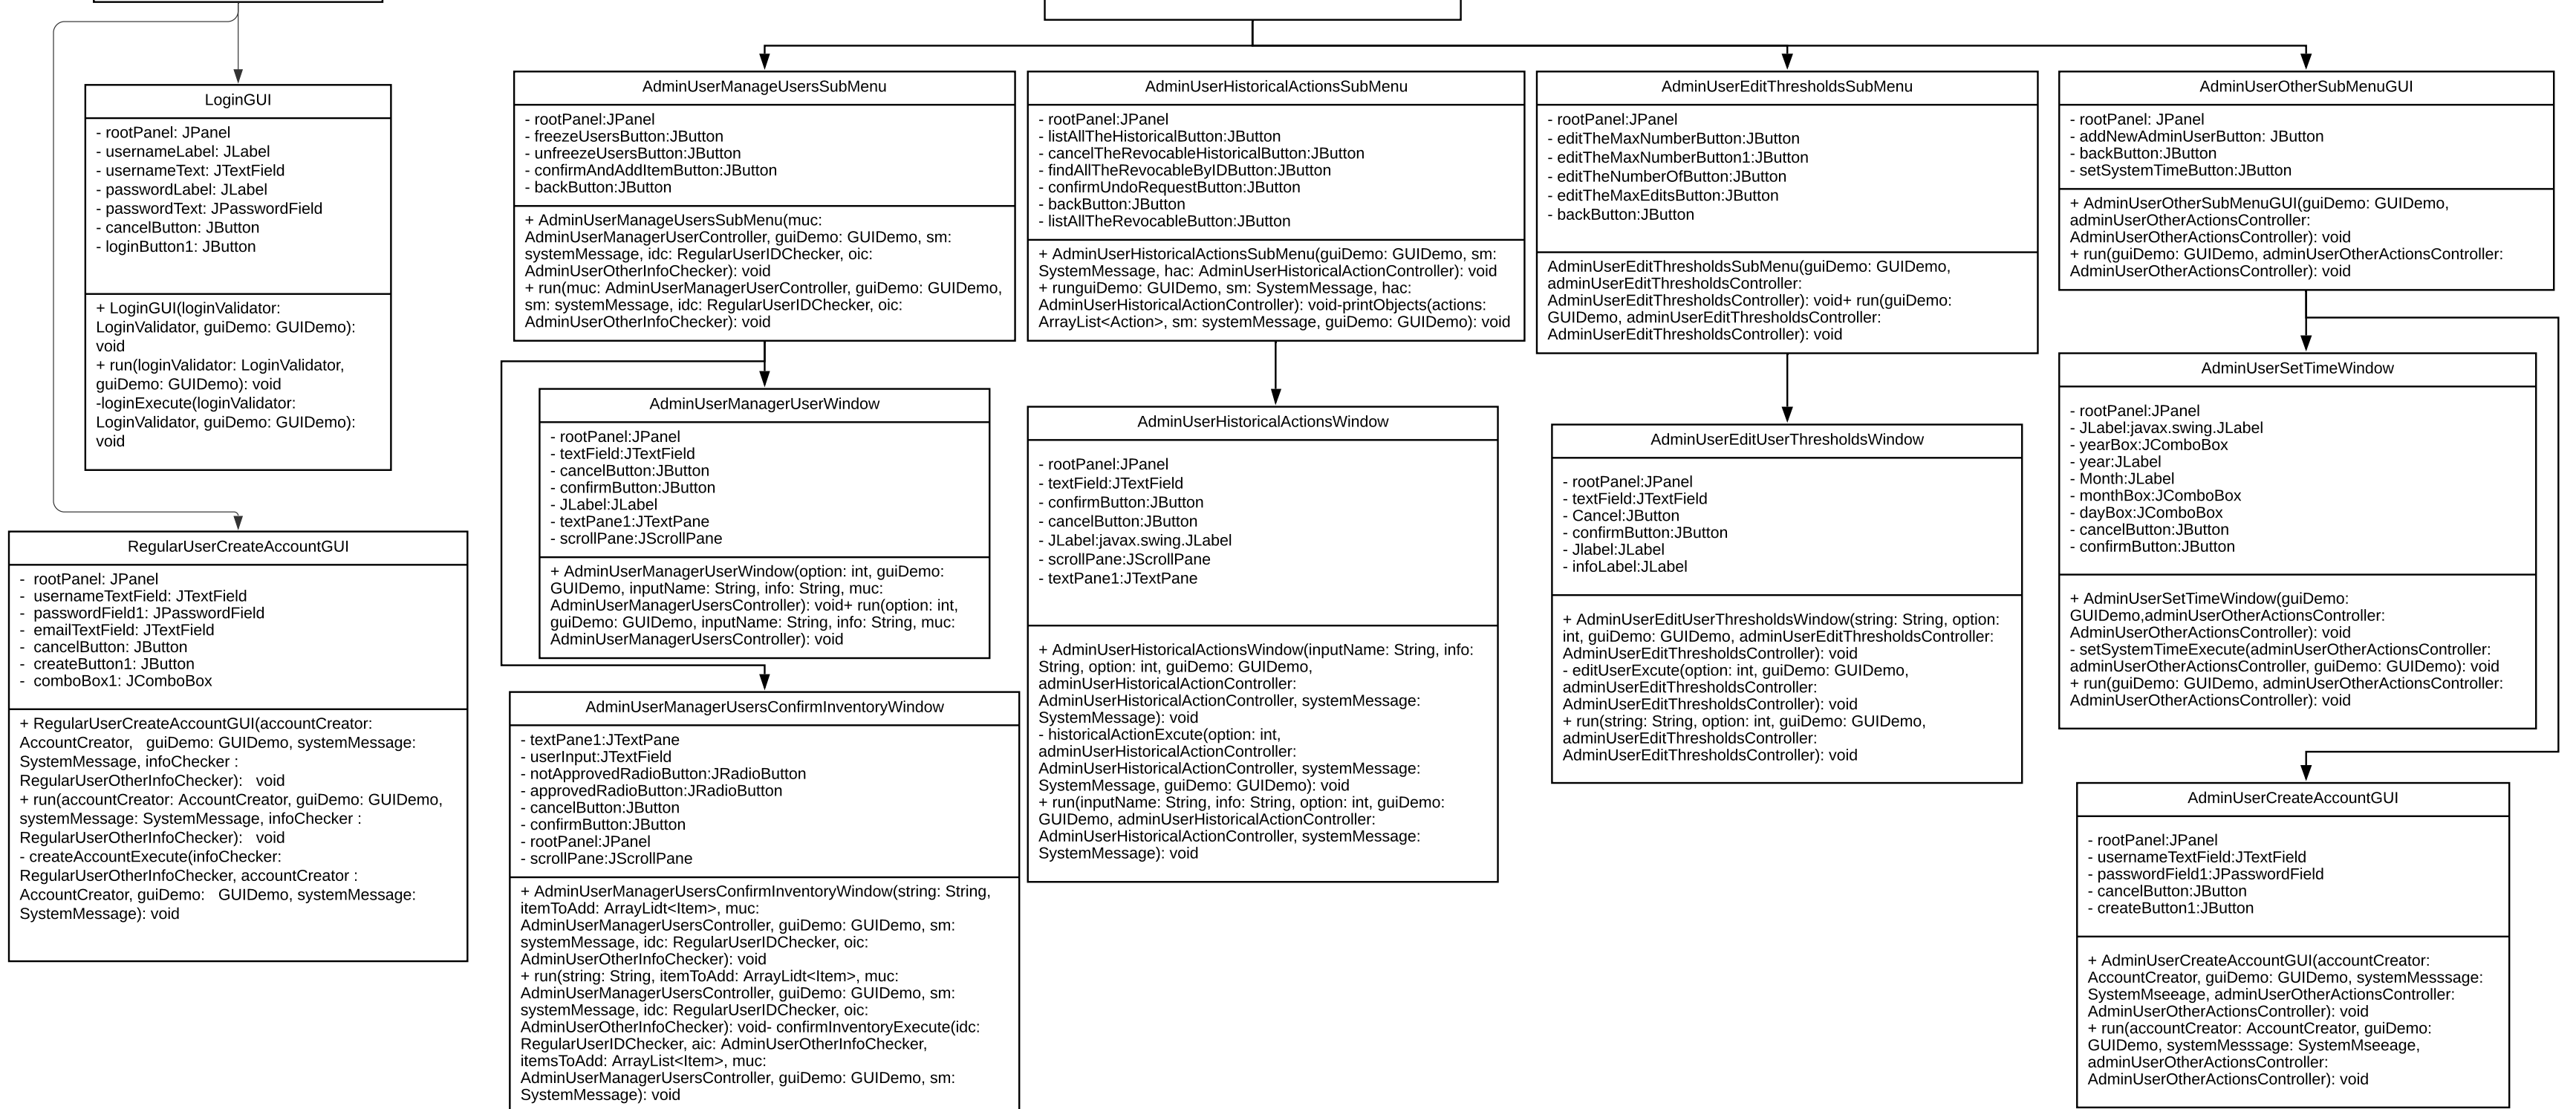 LoginGUI
- rootPanel: JPanel
- usernameLabel: JLabel
- usernameText: JTextField
- passwordLabel: JLabel
- passwordText: JPasswordField
- cancelButton: JButton
- loginButton1: JButton
+ LoginGUI(loginValidator:
LoginValidator, guiDemo: GUIDemo):
void
+ run(loginValidator: LoginValidator,
guiDemo: GUIDemo): void
-loginExecute(loginValidator:
LoginValidator, guiDemo: GUIDemo):
void
RegularUserCreateAccountGUI
- rootPanel: JPanel
- usernameTextField: JTextField
- passwordField1: JPasswordField
- emailTextField: JTextField
- cancelButton: JButton
- createButton1: JButton
- comboBox1: JComboBox
+ RegularUserCreateAccountGUI(accountCreator:
AccountCreator, guiDemo: GUIDemo, systemMessage:
SystemMessage, infoChecker :
RegularUserOtherInfoChecker): void
+ run(accountCreator: AccountCreator, guiDemo: GUIDemo,
systemMessage: SystemMessage, infoChecker :
RegularUserOtherInfoChecker): void
- createAccountExecute(infoChecker:
RegularUserOtherInfoChecker, accountCreator :
AccountCreator, guiDemo: GUIDemo, systemMessage:
SystemMessage): void
AdminUserManageUsersSubMenu
- rootPanel:JPanel
- freezeUsersButton:JButton
- unfreezeUsersButton:JButton
- confirmAndAddItemButton:JButton
- backButton:JButton
+ AdminUserManageUsersSubMenu(muc:
AdminUserManagerUserController, guiDemo: GUIDemo, sm:
systemMessage, idc: RegularUserIDChecker, oic:
AdminUserOtherInfoChecker): void
+ run(muc: AdminUserManagerUserController, guiDemo: GUIDemo,
sm: systemMessage, idc: RegularUserIDChecker, oic:
AdminUserOtherInfoChecker): void
AdminUserManagerUserWindow
- rootPanel:JPanel
- textField:JTextField
- cancelButton:JButton
- confirmButton:JButton
- JLabel:JLabel
- textPane1:JTextPane
- scrollPane:JScrollPane
+ AdminUserManagerUserWindow(option: int, guiDemo:
GUIDemo, inputName: String, info: String, muc:
AdminUserManagerUsersController): void+ run(option: int,
guiDemo: GUIDemo, inputName: String, info: String, muc:
AdminUserManagerUsersController): void
AdminUserManagerUsersConfirmInventoryWindow
- textPane1:JTextPane
- userInput:JTextField
- notApprovedRadioButton:JRadioButton
- approvedRadioButton:JRadioButton
- cancelButton:JButton
- confirmButton:JButton
- rootPanel:JPanel
- scrollPane:JScrollPane
+ AdminUserManagerUsersConfirmInventoryWindow(string: String,
itemToAdd: ArrayLidt<Item>, muc:
AdminUserManagerUsersController, guiDemo: GUIDemo, sm:
systemMessage, idc: RegularUserIDChecker, oic:
AdminUserOtherInfoChecker): void
+ run(string: String, itemToAdd: ArrayLidt<Item>, muc:
AdminUserManagerUsersController, guiDemo: GUIDemo, sm:
systemMessage, idc: RegularUserIDChecker, oic:
AdminUserOtherInfoChecker): void- confirmInventoryExecute(idc:
RegularUserIDChecker, aic: AdminUserOtherInfoChecker,
itemsToAdd: ArrayList<Item>, muc:
AdminUserManagerUsersController, guiDemo: GUIDemo, sm:
SystemMessage): void
AdminUserHistoricalActionsSubMenu
- rootPanel:JPanel
- listAllTheHistoricalButton:JButton
- cancelTheRevocableHistoricalButton:JButton
- findAllTheRevocableByIDButton:JButton
- confirmUndoRequestButton:JButton
- backButton:JButton
- listAllTheRevocableButton:JButton
+ AdminUserHistoricalActionsSubMenu(guiDemo: GUIDemo, sm:
SystemMessage, hac: AdminUserHistoricalActionController): void
+ runguiDemo: GUIDemo, sm: SystemMessage, hac:
AdminUserHistoricalActionController): void-printObjects(actions:
ArrayList<Action>, sm: systemMessage, guiDemo: GUIDemo): void
AdminUserHistoricalActionsWindow
- rootPanel:JPanel
- textField:JTextField
- confirmButton:JButton
- cancelButton:JButton
- JLabel:javax.swing.JLabel
- scrollPane:JScrollPane
- textPane1:JTextPane
+ AdminUserHistoricalActionsWindow(inputName: String, info:
String, option: int, guiDemo: GUIDemo,
adminUserHistoricalActionController:
AdminUserHistoricalActionController, systemMessage:
SystemMessage): void
- historicalActionExcute(option: int,
adminUserHistoricalActionController:
AdminUserHistoricalActionController, systemMessage:
SystemMessage, guiDemo: GUIDemo): void
+ run(inputName: String, info: String, option: int, guiDemo:
GUIDemo, adminUserHistoricalActionController:
AdminUserHistoricalActionController, systemMessage:
SystemMessage): void
AdminUserEditThresholdsSubMenu
- rootPanel:JPanel
- editTheMaxNumberButton:JButton
- editTheMaxNumberButton1:JButton
- editTheNumberOfButton:JButton
- editTheMaxEditsButton:JButton
- backButton:JButton
AdminUserEditThresholdsSubMenu(guiDemo: GUIDemo,
adminUserEditThresholdsController:
AdminUserEditThresholdsController): void+ run(guiDemo:
GUIDemo, adminUserEditThresholdsController:
AdminUserEditThresholdsController): void
AdminUserEditUserThresholdsWindow
- rootPanel:JPanel
- textField:JTextField
- Cancel:JButton
- confirmButton:JButton
- Jlabel:JLabel
- infoLabel:JLabel
+ AdminUserEditUserThresholdsWindow(string: String, option:
int, guiDemo: GUIDemo, adminUserEditThresholdsController:
AdminUserEditThresholdsController): void
- editUserExcute(option: int, guiDemo: GUIDemo,
adminUserEditThresholdsController:
AdminUserEditThresholdsController): void
+ run(string: String, option: int, guiDemo: GUIDemo,
adminUserEditThresholdsController:
AdminUserEditThresholdsController): void
AdminUserOtherSubMenuGUI
- rootPanel: JPanel
- addNewAdminUserButton: JButton
- backButton:JButton
- setSystemTimeButton:JButton
+ AdminUserOtherSubMenuGUI(guiDemo: GUIDemo,
adminUserOtherActionsController:
AdminUserOtherActionsController): void
+ run(guiDemo: GUIDemo, adminUserOtherActionsController:
AdminUserOtherActionsController): void
AdminUserSetTimeWindow
- rootPanel:JPanel
- JLabel:javax.swing.JLabel
- yearBox:JComboBox
- year:JLabel
- Month:JLabel
- monthBox:JComboBox
- dayBox:JComboBox
- cancelButton:JButton
- confirmButton:JButton
+ AdminUserSetTimeWindow(guiDemo:
GUIDemo,adminUserOtherActionsController:
AdminUserOtherActionsController): void
- setSystemTimeExecute(adminUserOtherActionsController:
adminUserOtherActionsController, guiDemo: GUIDemo): void
+ run(guiDemo: GUIDemo, adminUserOtherActionsController:
AdminUserOtherActionsController): void
AdminUserCreateAccountGUI
- rootPanel:JPanel
- usernameTextField:JTextField
- passwordField1:JPasswordField
- cancelButton:JButton
- createButton1:JButton
+ AdminUserCreateAccountGUI(accountCreator:
AccountCreator, guiDemo: GUIDemo, systemMesssage:
SystemMseeage, adminUserOtherActionsController:
AdminUserOtherActionsController): void
+ run(accountCreator: AccountCreator, guiDemo:
GUIDemo, systemMesssage: SystemMseeage,
adminUserOtherActionsController:
AdminUserOtherActionsController): void